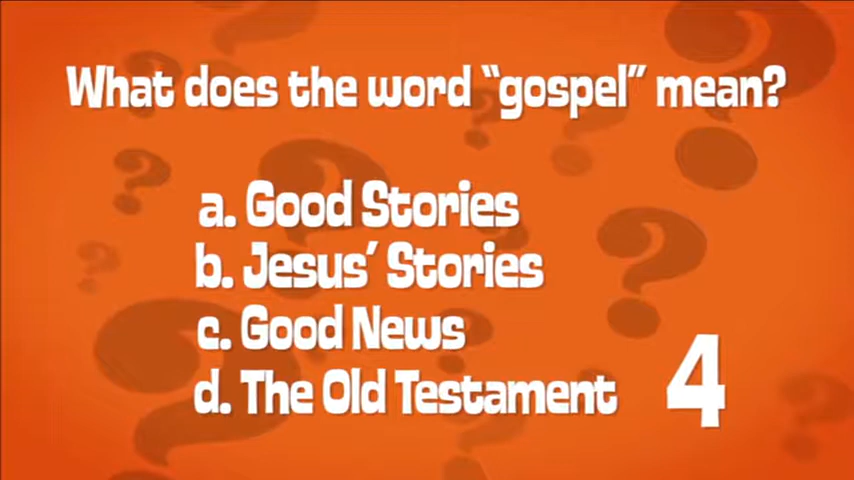 What does the word “gospel” mean?
a. Good Stories
b. Jesus’ Stories
c. Good News
d. The Old Testament
4